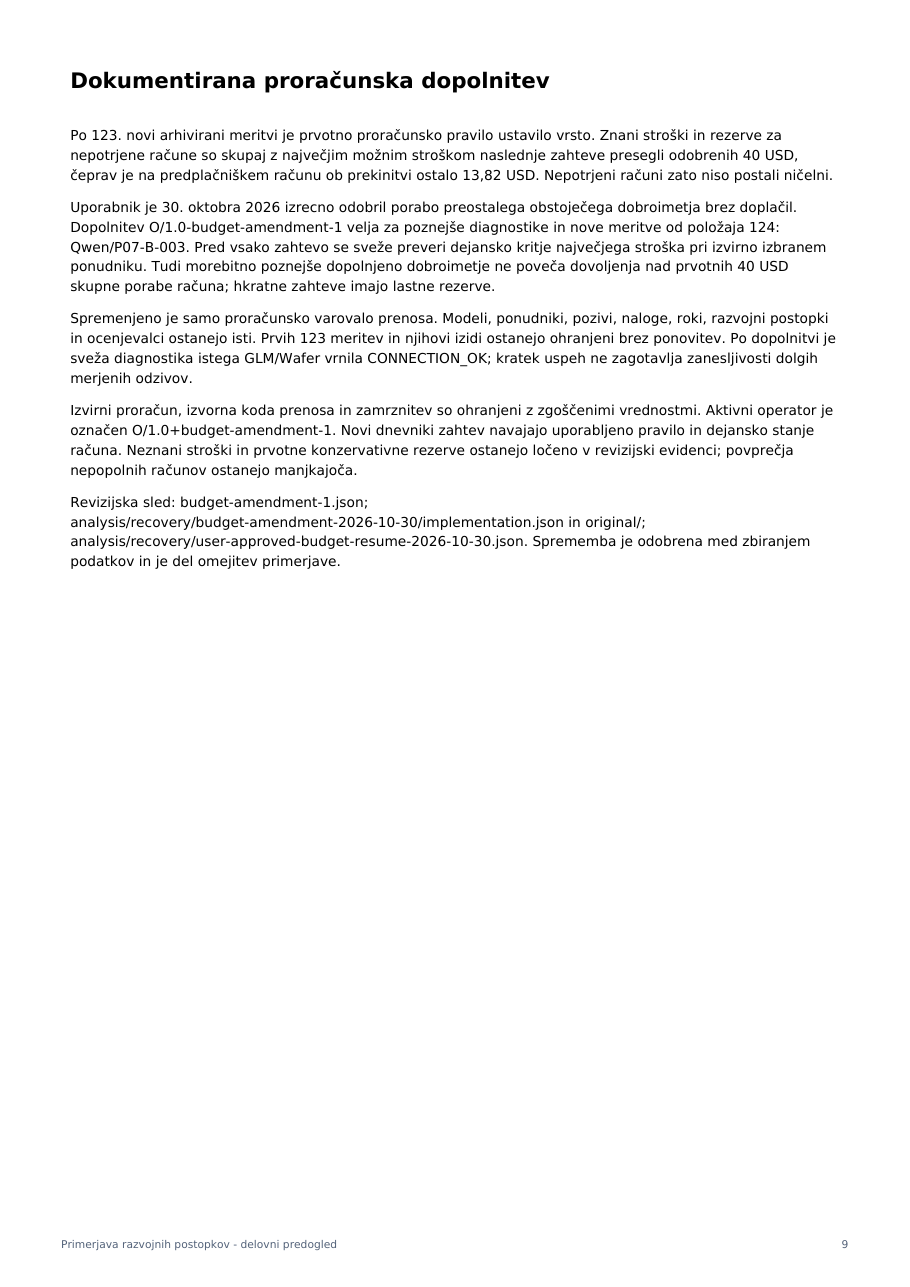 Dokumentirana proračunska dopolnitev
Po 123. novi arhivirani meritvi je prvotno proračunsko pravilo ustavilo vrsto. Znani stroški in rezerve za
nepotrjene račune so skupaj z največjim možnim stroškom naslednje zahteve presegli odobrenih 40 USD,
čeprav je na predplačniškem računu ob prekinitvi ostalo 13,82 USD. Nepotrjeni računi zato niso postali ničelni.
Uporabnik je 30. oktobra 2026 izrecno odobril porabo preostalega obstoječega dobroimetja brez doplačil.
Dopolnitev O/1.0-budget-amendment-1 velja za poznejše diagnostike in nove meritve od položaja 124:
Qwen/P07-B-003. Pred vsako zahtevo se sveže preveri dejansko kritje največjega stroška pri izvirno izbranem
ponudniku. Tudi morebitno poznejše dopolnjeno dobroimetje ne poveča dovoljenja nad prvotnih 40 USD
skupne porabe računa; hkratne zahteve imajo lastne rezerve.
Spremenjeno je samo proračunsko varovalo prenosa. Modeli, ponudniki, pozivi, naloge, roki, razvojni postopki
in ocenjevalci ostanejo isti. Prvih 123 meritev in njihovi izidi ostanejo ohranjeni brez ponovitev. Po dopolnitvi je
sveža diagnostika istega GLM/Wafer vrnila CONNECTION_OK; kratek uspeh ne zagotavlja zanesljivosti dolgih
merjenih odzivov.
Izvirni proračun, izvorna koda prenosa in zamrznitev so ohranjeni z zgoščenimi vrednostmi. Aktivni operator je
označen O/1.0+budget-amendment-1. Novi dnevniki zahtev navajajo uporabljeno pravilo in dejansko stanje
računa. Neznani stroški in prvotne konzervativne rezerve ostanejo ločeno v revizijski evidenci; povprečja
nepopolnih računov ostanejo manjkajoča.
Revizijska sled: budget-amendment-1.json;
analysis/recovery/budget-amendment-2026-10-30/implementation.json in original/;
analysis/recovery/user-approved-budget-resume-2026-10-30.json. Sprememba je odobrena med zbiranjem
podatkov in je del omejitev primerjave.
Primerjava razvojnih postopkov - delovni predogled
9